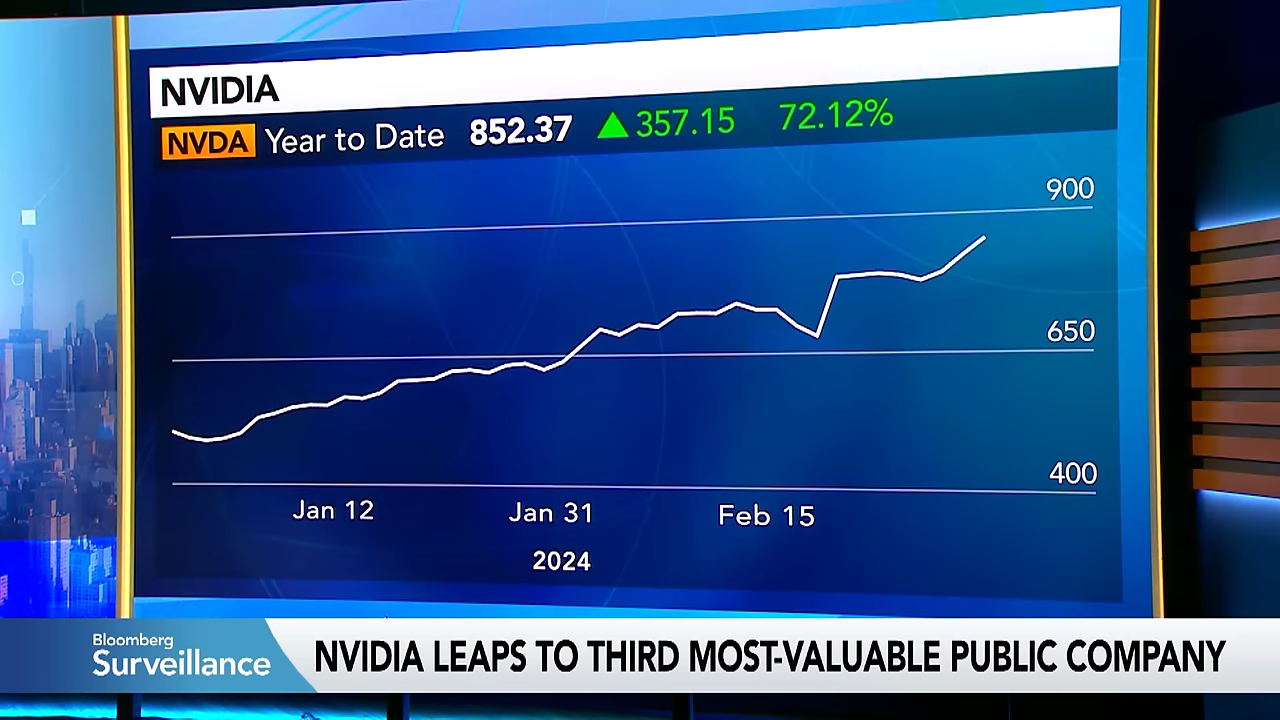 NVIDIA
NVDA Year to Date 852.37 ▲357.15 72.12%
900
650
400
Jan 12 Jan 31 Feb 15
2024
Bloomberg
Surveillance
NVIDIA LEAPS TO THIRD MOST-VALUABLE PUBLIC COMPANY